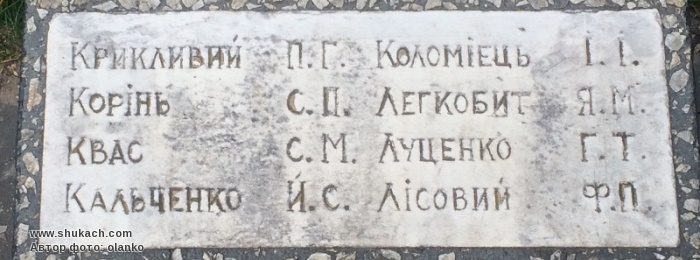 Крикливий П.Г. Коломієць І.І.
Корінь С.П. Легкобит Я.М.
Квас С.М. Луценко Г.Т.
Кальченко Й.С. Лісовий Ф.П.
www.shukach.com
Автор фото: olanko